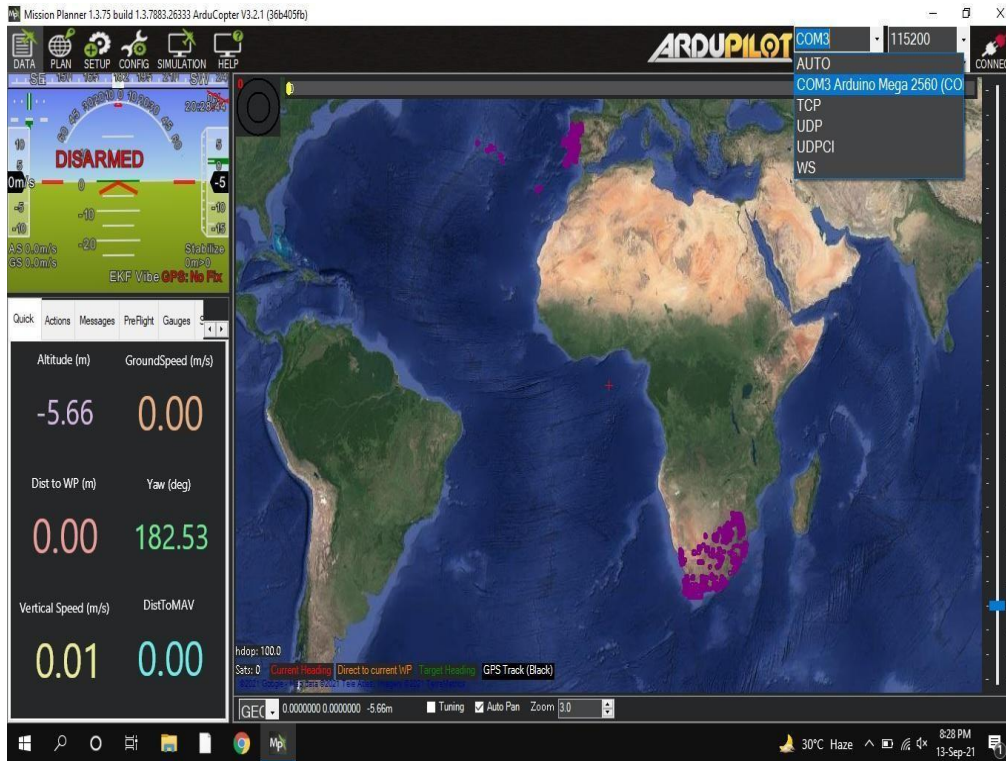 Mission Planner 1.3.75 build 1.3.7883.26333 ArduCopter V3.2.1 (36b405fb)
DATA PLAN SETUP CONFIG SIMULATION HELP
ARDUPILOT
COM3 115200
CONNEC
AUTO
COM3 Arduino Mega 2560 (CO
TCP
UDP
UDPCI
WS
DISARMED
AS 0.0m/s
GS 0.0m/s
Stabilize
0m>0
EKF Vibe GPS: No Fix
Quick Actions Messages PreFlight Gauges S
Altitude (m) GroundSpeed (m/s)
-5.66 0.00
Dist to WP (m) Yaw (deg)
0.00 182.53
Vertical Speed (m/s) DistToMAV
0.01 0.00
hdop: 100.0
Sats: 0 Current Heading Direct to current WP Target Heading GPS Track (Black)
GEO 0.0000000 0.0000000 -5.66m Tuning Auto Pan Zoom 3.0
30°C Haze
8:28 PM
13-Sep-21